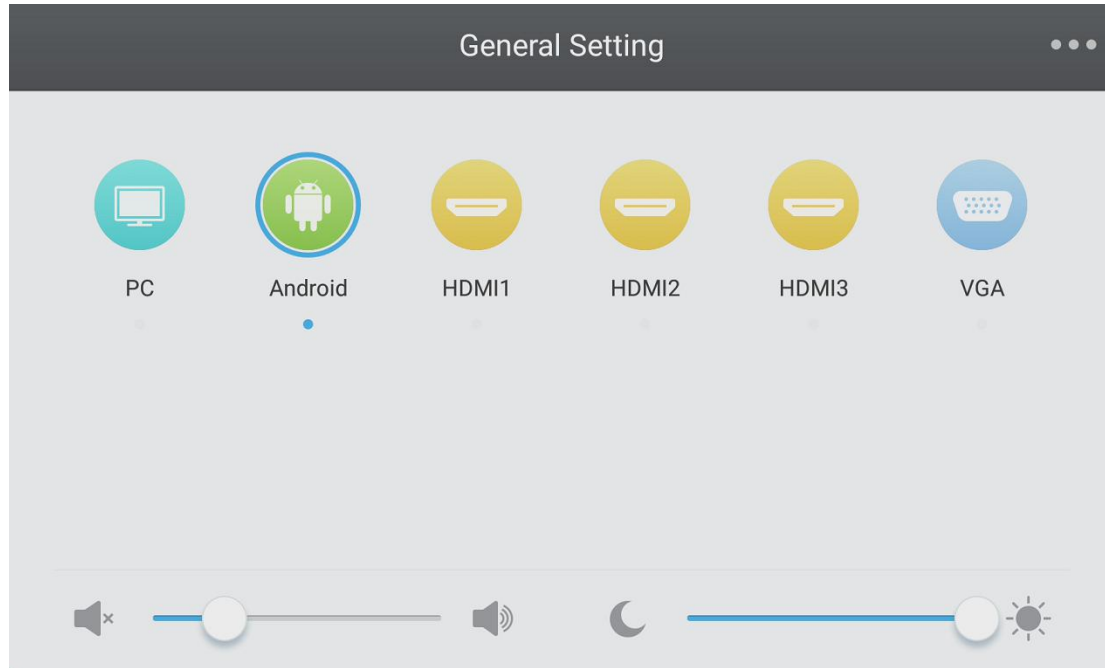 General Setting
PC
Android
HDMI1
HDMI2
HDMI3
VGA